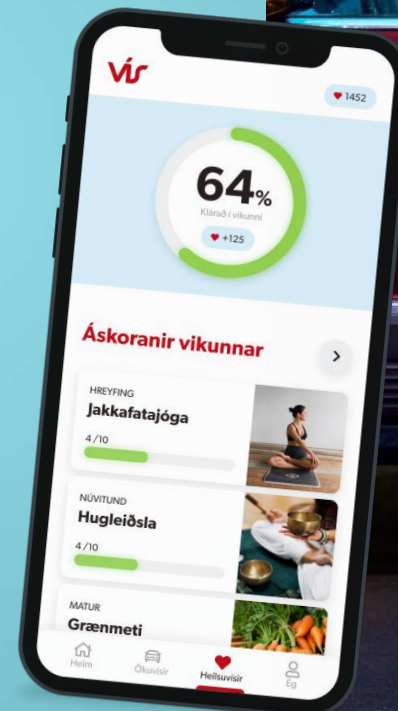 VÍS
1452
64%
Klárað í vikunni
+125
Áskoranir vikunnar
HREYFING
Jakkafatajóga
4/10
NÚVITUND
Hugleiðsla
4/10
MATUR
Grænmeti
Heim
Ökuvísir
Heilsuvísir
Ég